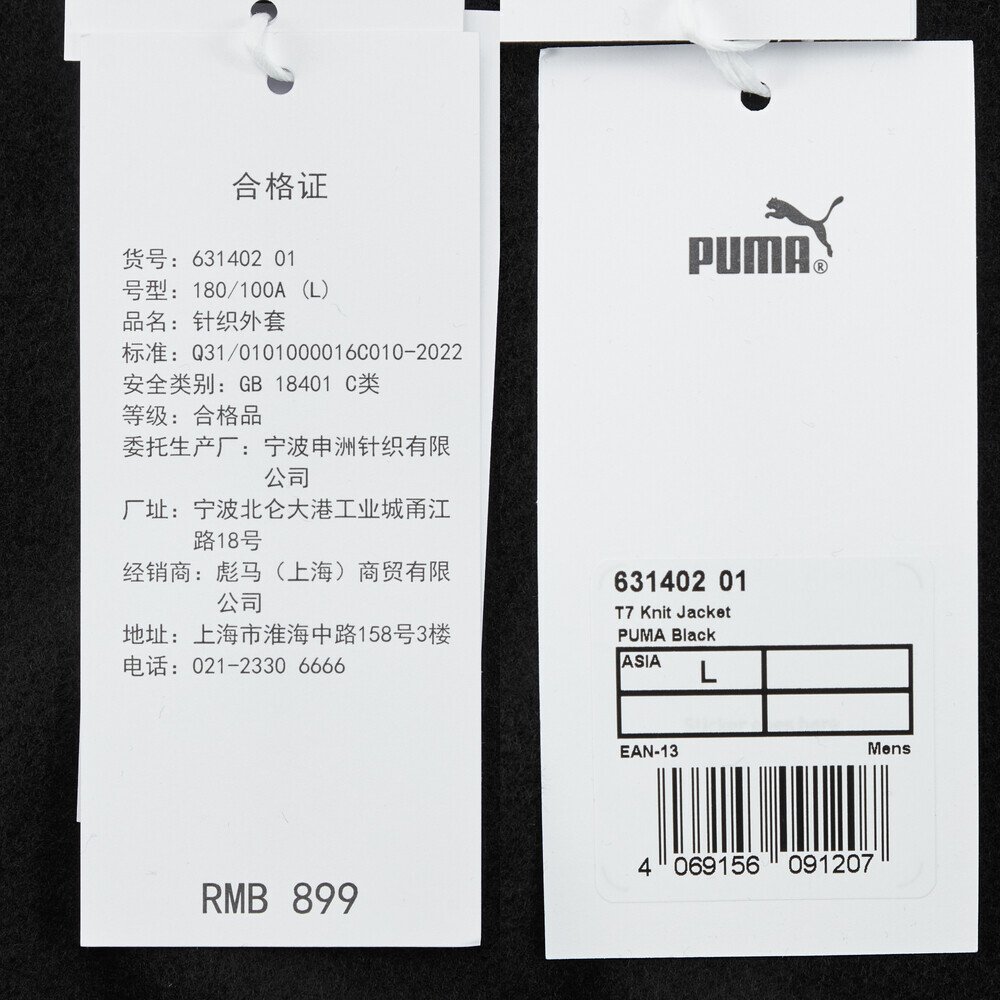 合格证
货号：631402 01
号型：180/100A（L）
品名：针织外套
标准：Q31/0101000016C010-2022
安全类别：GB 18401 C类
等级：合格品
委托生产厂：宁波申洲针织有限
公司
厂址：宁波北仑大港工业城甬江
路18号
经销商：彪马（上海）商贸有限
公司
地址：上海市淮海中路158号3楼
电话：021-2330 6666
RMB 899
PUMA®
631402 01
T7 Knit Jacket
PUMA Black
ASIA L
Sticker goes here
EAN-13 Mens
4 069156 091207